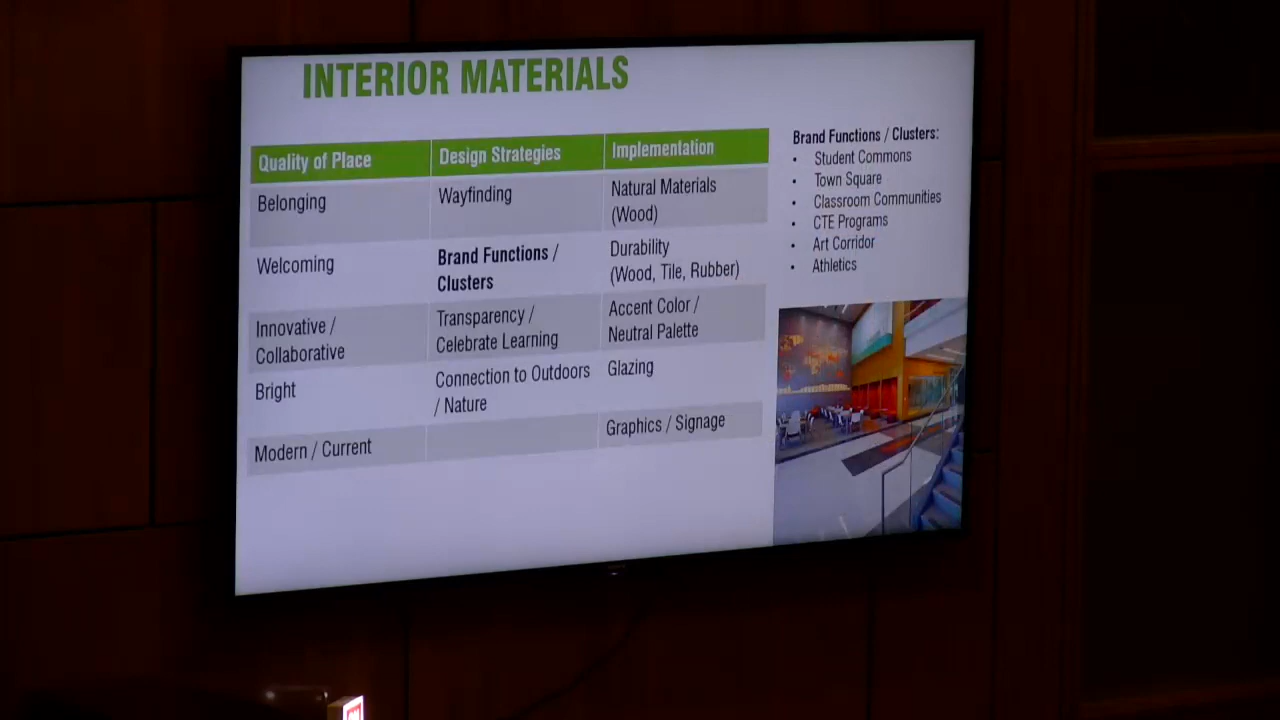 INTERIOR MATERIALS
Quality of Place
Design Strategies
Implementation
Belonging
Wayfinding
Natural Materials
(Wood)
Welcoming
Brand Functions /
Clusters
Durability
(Wood, Tile, Rubber)
Innovative /
Collaborative
Transparency /
Celebrate Learning
Accent Color /
Neutral Palette
Bright
Connection to Outdoors
/ Nature
Glazing
Modern / Current
Graphics / Signage
Brand Functions / Clusters:
• Student Commons
• Town Square
• Classroom Communities
• CTE Programs
• Art Corridor
• Athletics